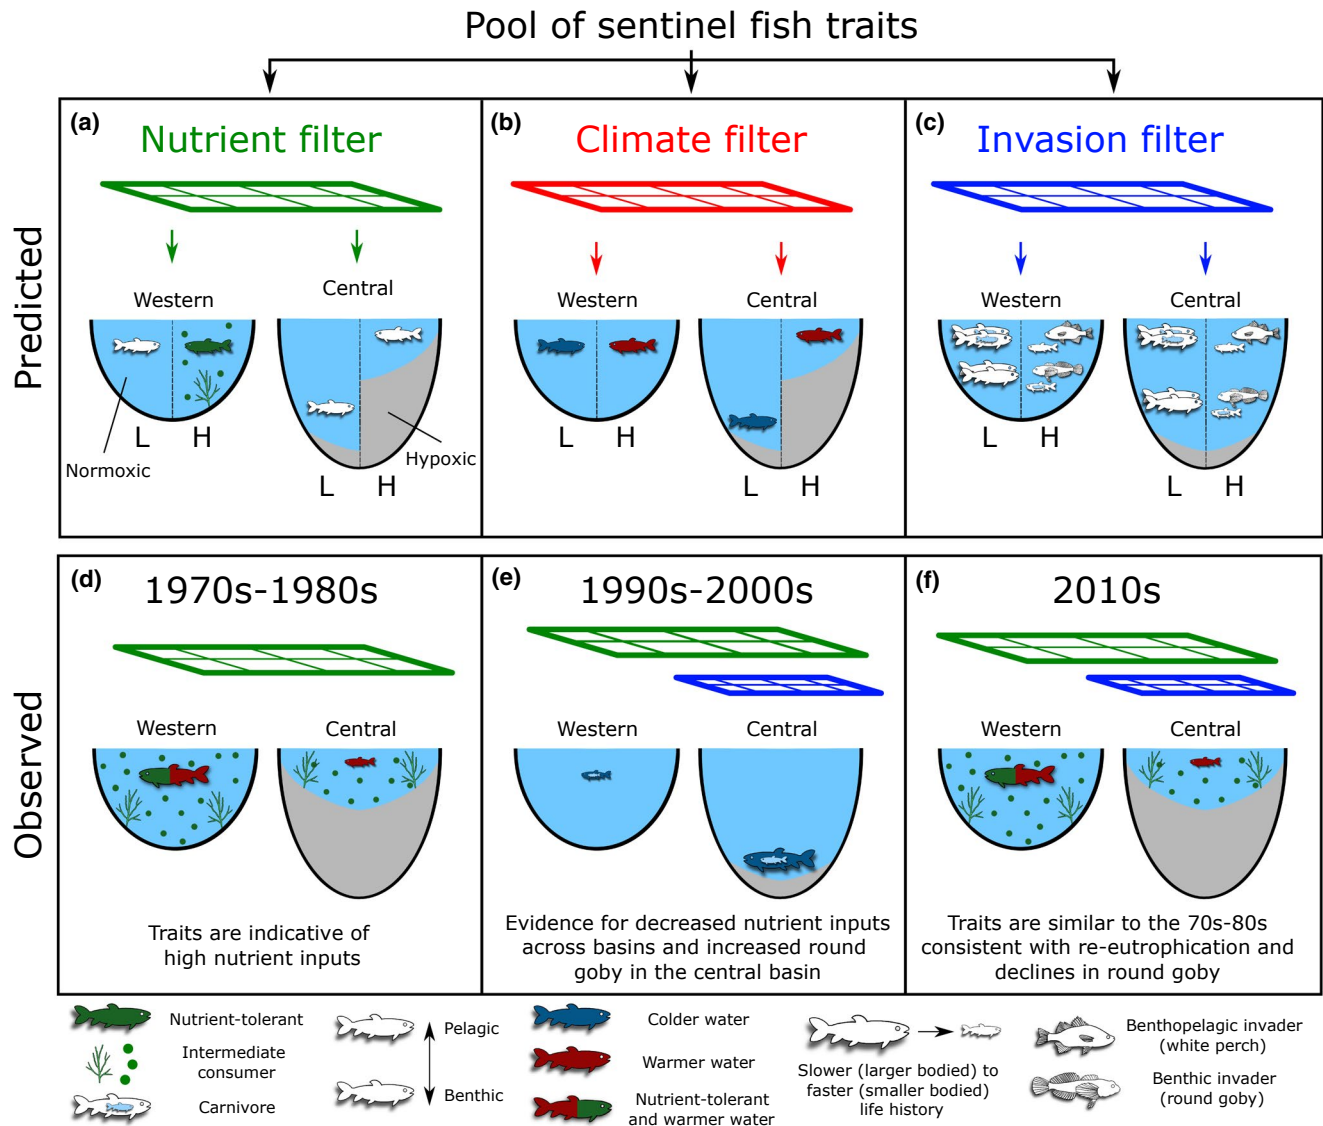 Pool of sentinel fish traits
Predicted
(a)
Nutrient filter
Western
Central
Normoxic
Hypoxic
L
H
L
H
(b)
Climate filter
Western
Central
L
H
L
H
(c)
Invasion filter
Western
Central
L
H
L
H
Observed
(d)
1970s-1980s
Western
Central
Traits are indicative of
high nutrient inputs
(e)
1990s-2000s
Western
Central
Evidence for decreased nutrient inputs
across basins and increased round
goby in the central basin
(f)
2010s
Western
Central
Traits are similar to the 70s-80s
consistent with re-eutrophication and
declines in round goby
Nutrient-tolerant
Intermediate
consumer
Carnivore
Pelagic
Benthic
Colder water
Warmer water
Nutrient-tolerant
and warmer water
Slower (larger bodied) to
faster (smaller bodied)
life history
Benthopelagic invader
(white perch)
Benthic invader
(round goby)